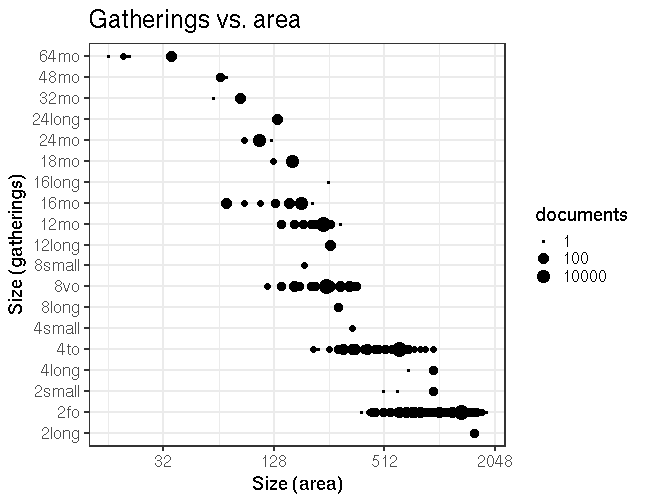 Gatherings vs. area
Size (gatherings)
64mo
48mo
32mo
24long
24mo
18mo
16long
16mo
12mo
12long
8small
8vo
8long
4small
4to
4long
2small
2fo
2long
32 128 512 2048
Size (area)
documents
1
100
10000